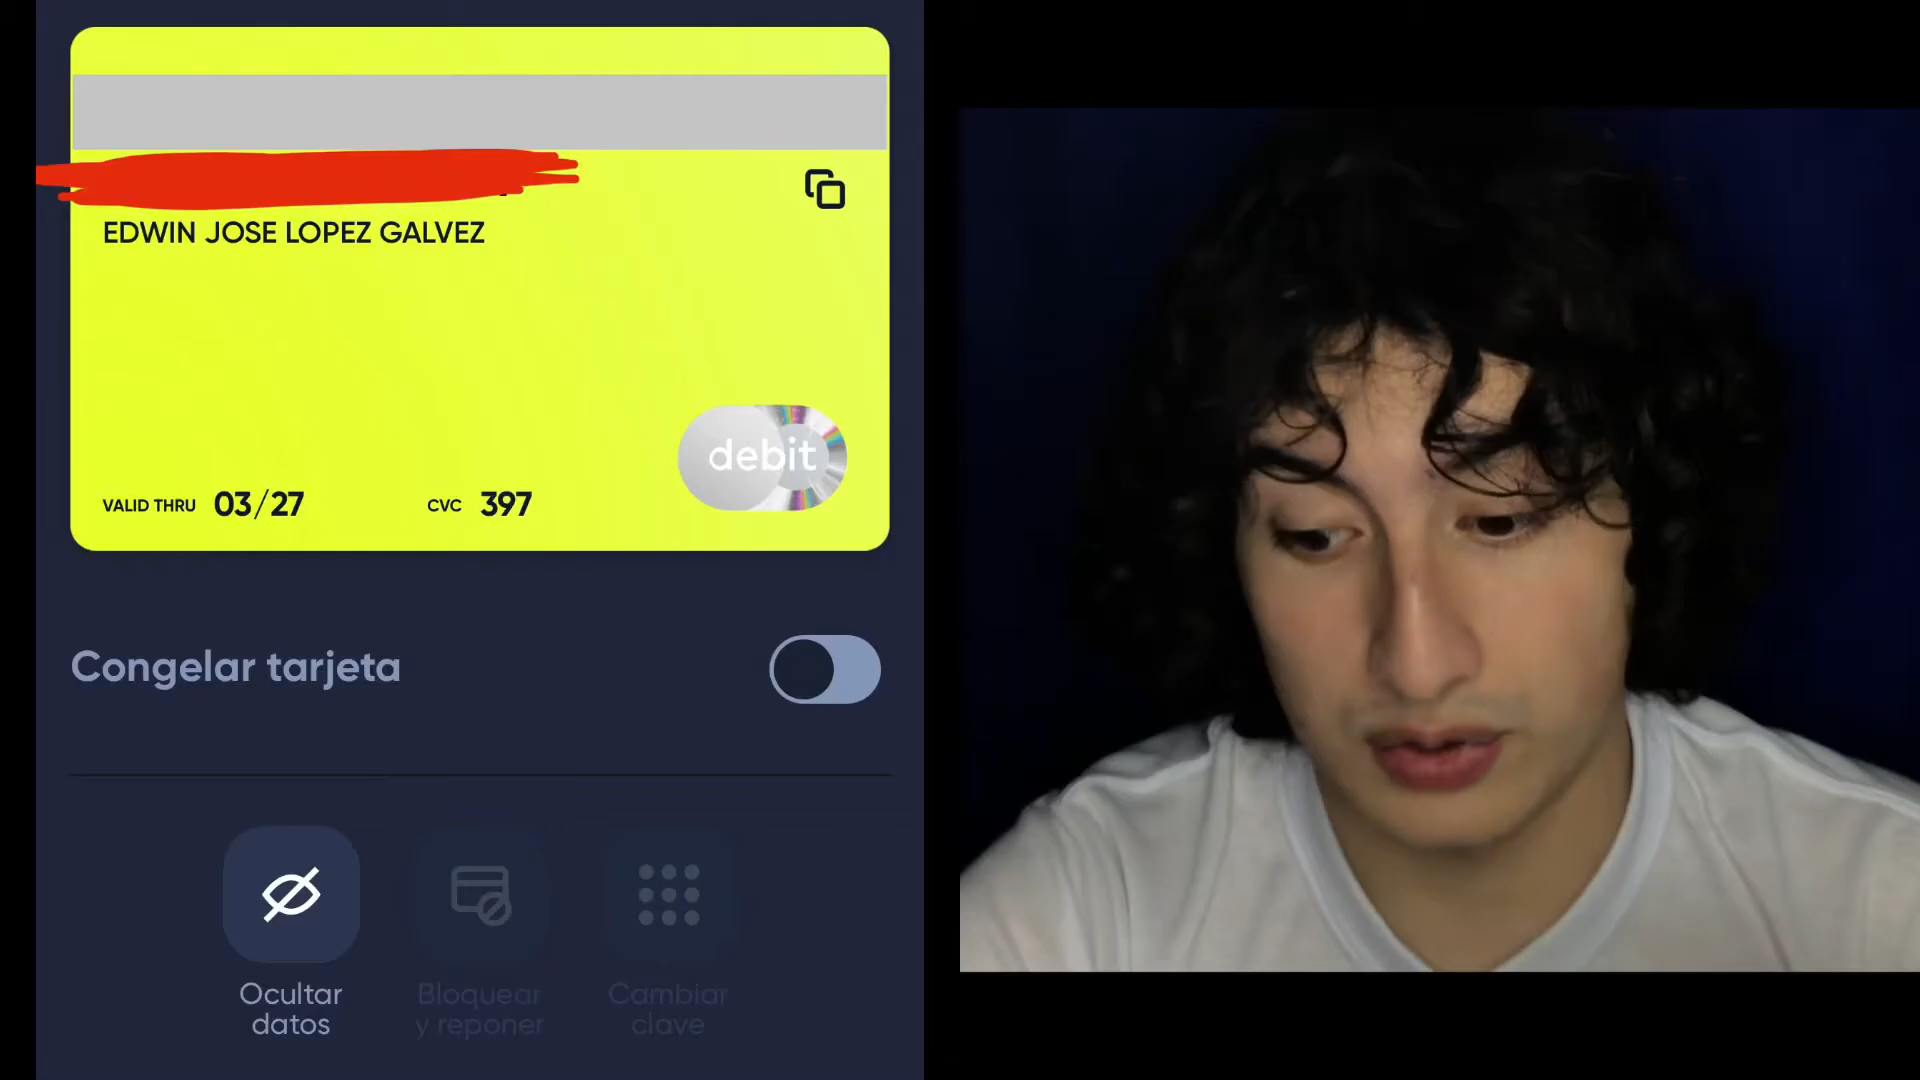 EDWIN JOSE LOPEZ GALVEZ
debit
VALID THRU 03/27 CVC 397
Congelar tarjeta
Ocultar datos
Bloquear y reponer
Cambiar clave